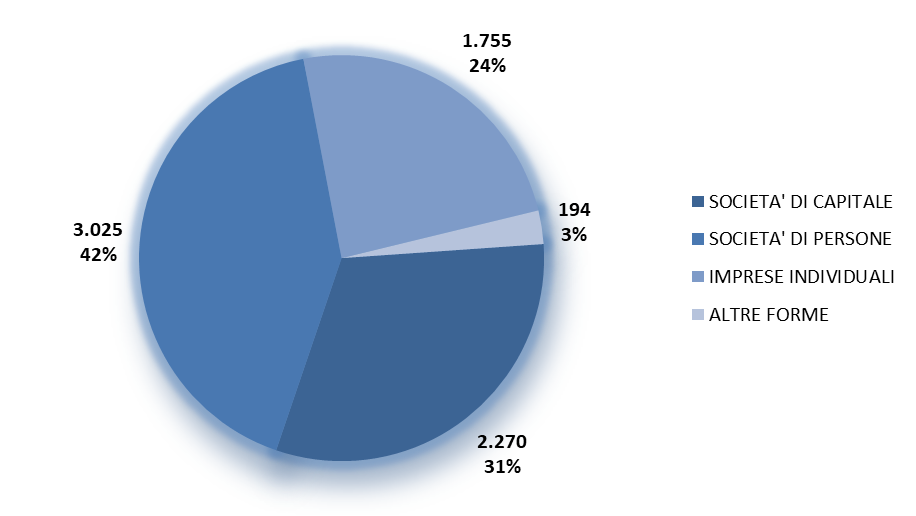 1.755
24%
194
3%
3.025
42%
2.270
31%
SOCIETA' DI CAPITALE
SOCIETA' DI PERSONE
IMPRESE INDIVIDUALI
ALTRE FORME